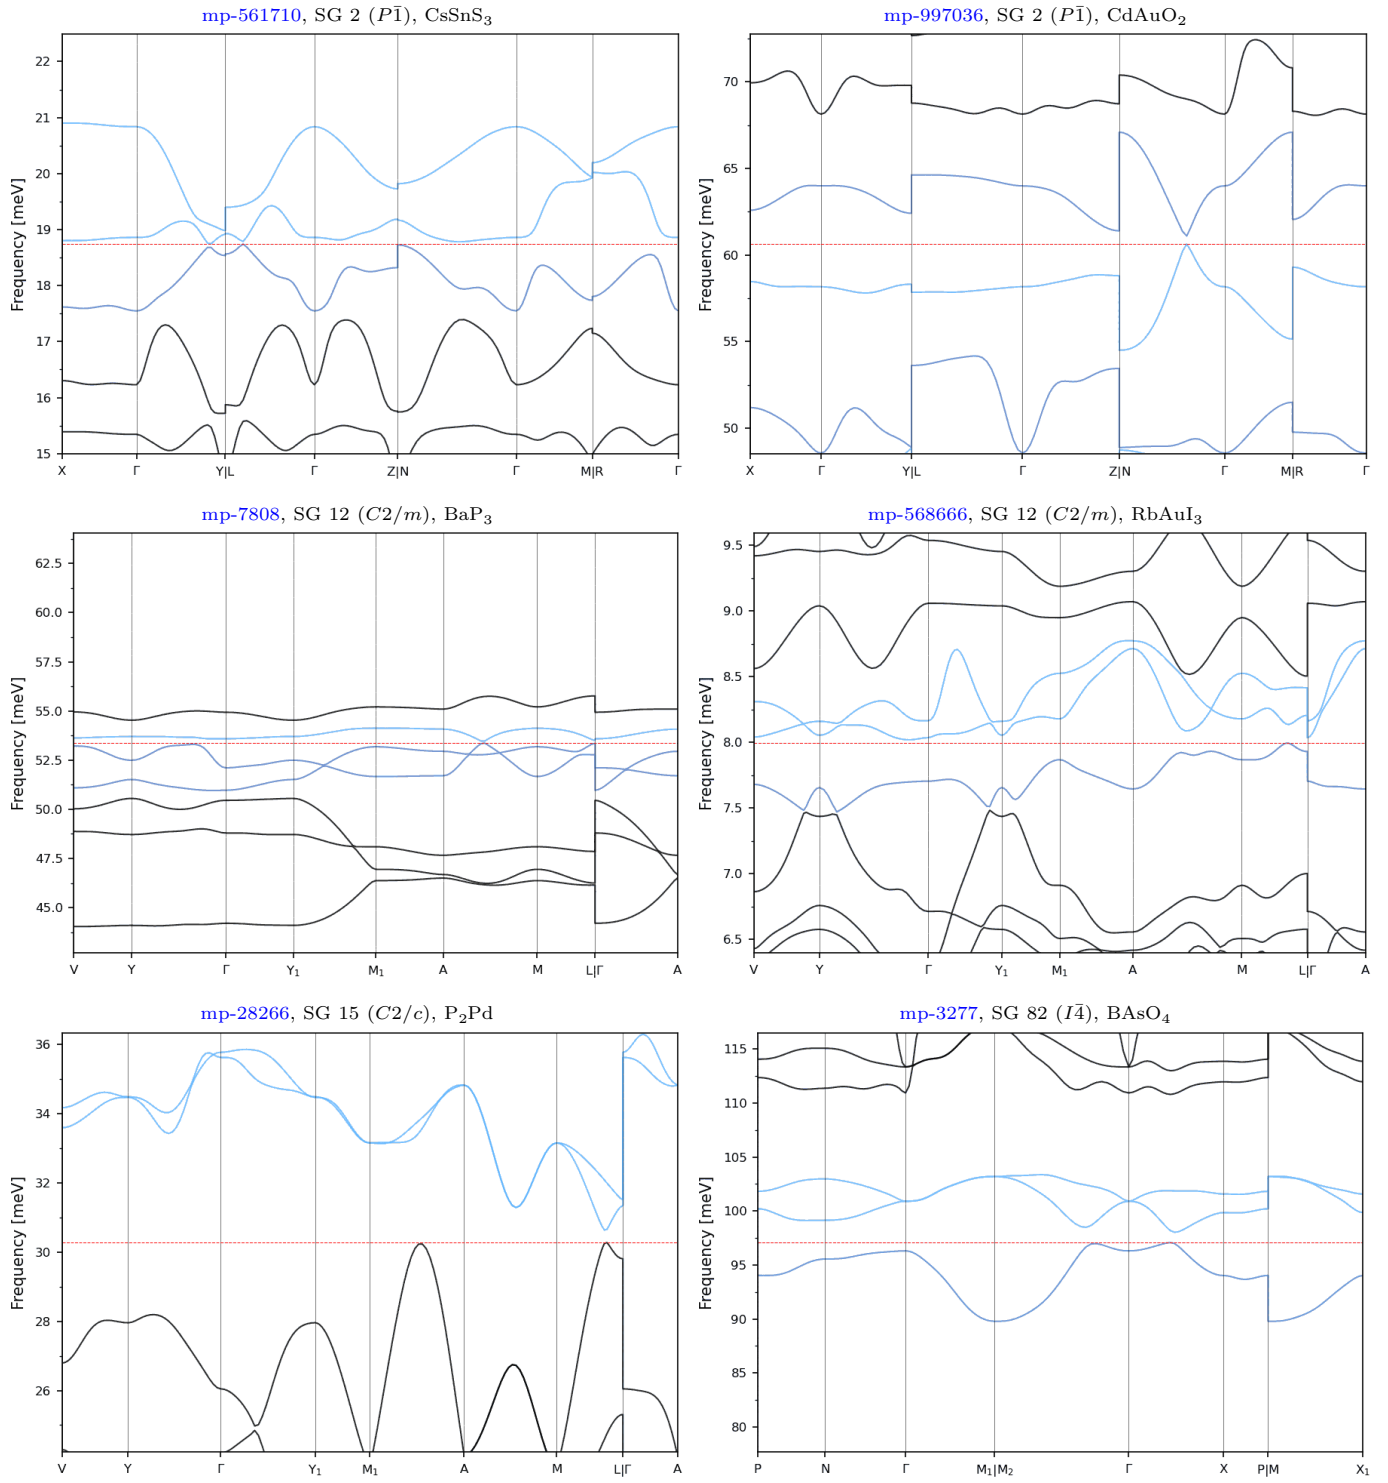 mp-561710, SG 2 (P1̄), CsSnS₃
22
21
20
19
18
17
16
15
Frequency [meV]
X Γ Y|L Γ Z|N Γ M|R Γ
mp-997036, SG 2 (P1̄), CdAuO₂
70
65
60
55
50
Frequency [meV]
X Γ Y|L Γ Z|N Γ M|R Γ
mp-7808, SG 12 (C2/m), BaP₃
62.5
60.0
57.5
55.0
52.5
50.0
47.5
45.0
Frequency [meV]
V Y Γ Y₁ M₁ A M L|Γ A
mp-568666, SG 12 (C2/m), RbAuI₃
9.5
9.0
8.5
8.0
7.5
7.0
6.5
Frequency [meV]
V Y Γ Y₁ M₁ A M L|Γ A
mp-28266, SG 15 (C2/c), P₂Pd
36
34
32
30
28
26
Frequency [meV]
V Y Γ Y₁ M₁ A M L|Γ A
mp-3277, SG 82 (I4̄), BAsO₄
115
110
105
100
95
90
85
80
Frequency [meV]
P N Γ M₁|M₂ Γ X P|M X₁